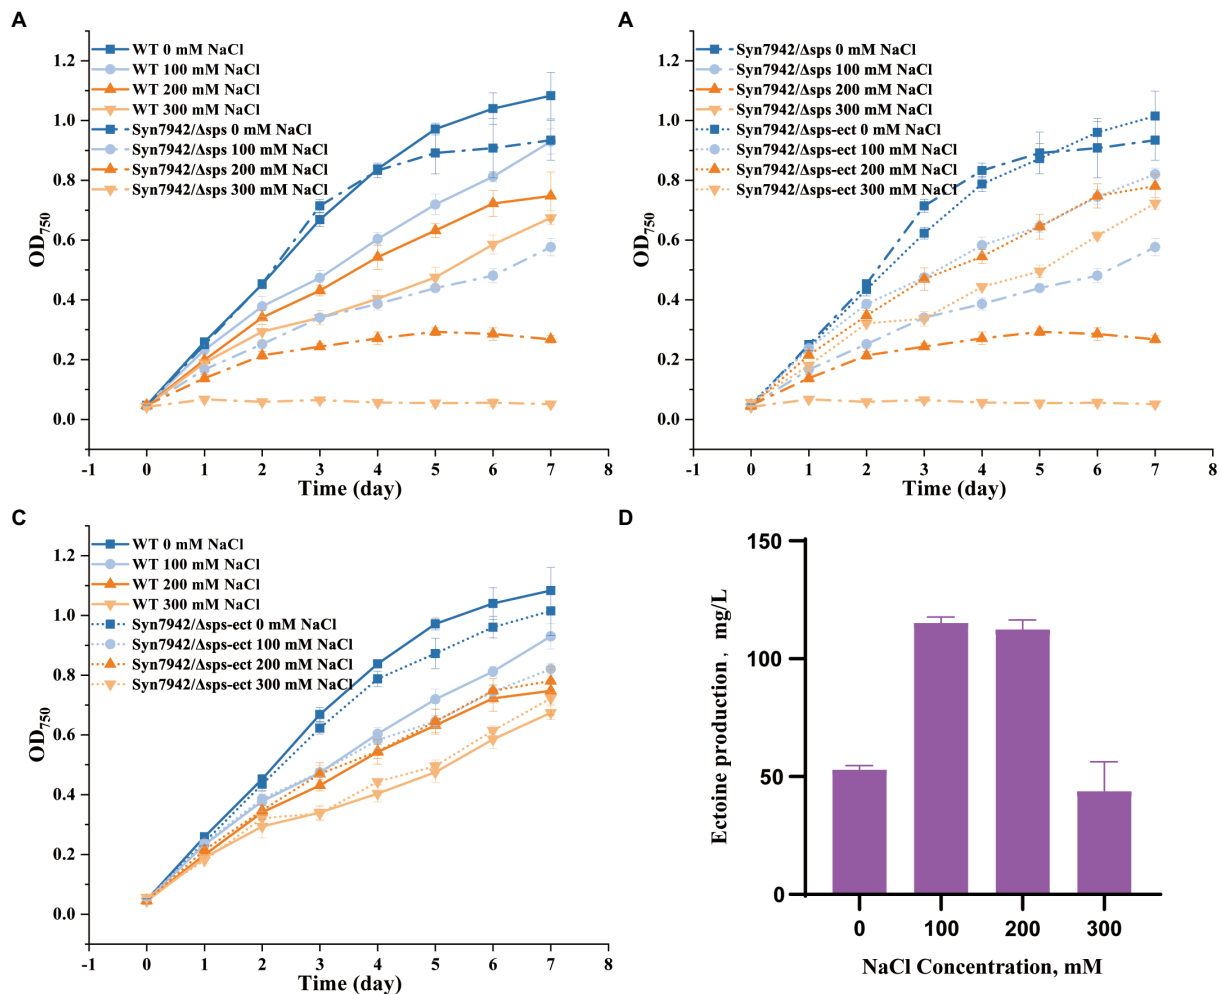 A
WT 0 mM NaCl
WT 100 mM NaCl
WT 200 mM NaCl
WT 300 mM NaCl
Syn7942/Δsps 0 mM NaCl
Syn7942/Δsps 100 mM NaCl
Syn7942/Δsps 200 mM NaCl
Syn7942/Δsps 300 mM NaCl
OD750
1.2
1.0
0.8
0.6
0.4
0.2
0.0
-1 0 1 2 3 4 5 6 7 8
Time (day)
A
Syn7942/Δsps 0 mM NaCl
Syn7942/Δsps 100 mM NaCl
Syn7942/Δsps 200 mM NaCl
Syn7942/Δsps 300 mM NaCl
Syn7942/Δsps-ect 0 mM NaCl
Syn7942/Δsps-ect 100 mM NaCl
Syn7942/Δsps-ect 200 mM NaCl
Syn7942/Δsps-ect 300 mM NaCl
OD750
1.2
1.0
0.8
0.6
0.4
0.2
0.0
-1 0 1 2 3 4 5 6 7 8
Time (day)
C
WT 0 mM NaCl
WT 100 mM NaCl
WT 200 mM NaCl
WT 300 mM NaCl
Syn7942/Δsps-ect 0 mM NaCl
Syn7942/Δsps-ect 100 mM NaCl
Syn7942/Δsps-ect 200 mM NaCl
Syn7942/Δsps-ect 300 mM NaCl
OD750
1.2
1.0
0.8
0.6
0.4
0.2
0.0
-1 0 1 2 3 4 5 6 7 8
Time (day)
D
Ectoine production , mg/L
150
100
50
0
0 100 200 300
NaCl Concentration, mM